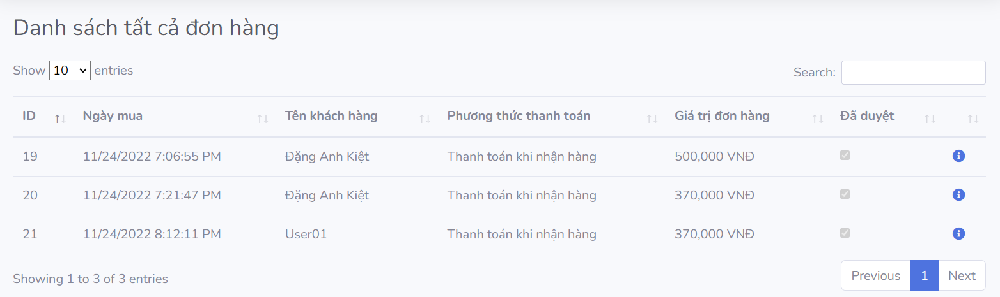 Danh sách tất cả đơn hàng
Show 10 entries Search:
ID Ngày mua Tên khách hàng Phương thức thanh toán Giá trị đơn hàng Đã duyệt
19 11/24/2022 7:06:55 PM Đặng Anh Kiệt Thanh toán khi nhận hàng 500,000 VNĐ
20 11/24/2022 7:21:47 PM Đặng Anh Kiệt Thanh toán khi nhận hàng 370,000 VNĐ
21 11/24/2022 8:12:11 PM User01 Thanh toán khi nhận hàng 370,000 VNĐ
Showing 1 to 3 of 3 entries Previous 1 Next